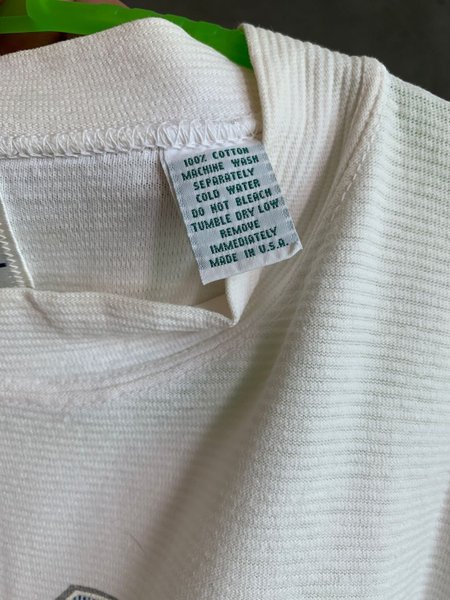 100% COTTON
MACHINE WASH
SEPARATELY
COLD WATER
DO NOT BLEACH
TUMBLE DRY LOW
REMOVE
IMMEDIATELY
MADE IN U.S.A.